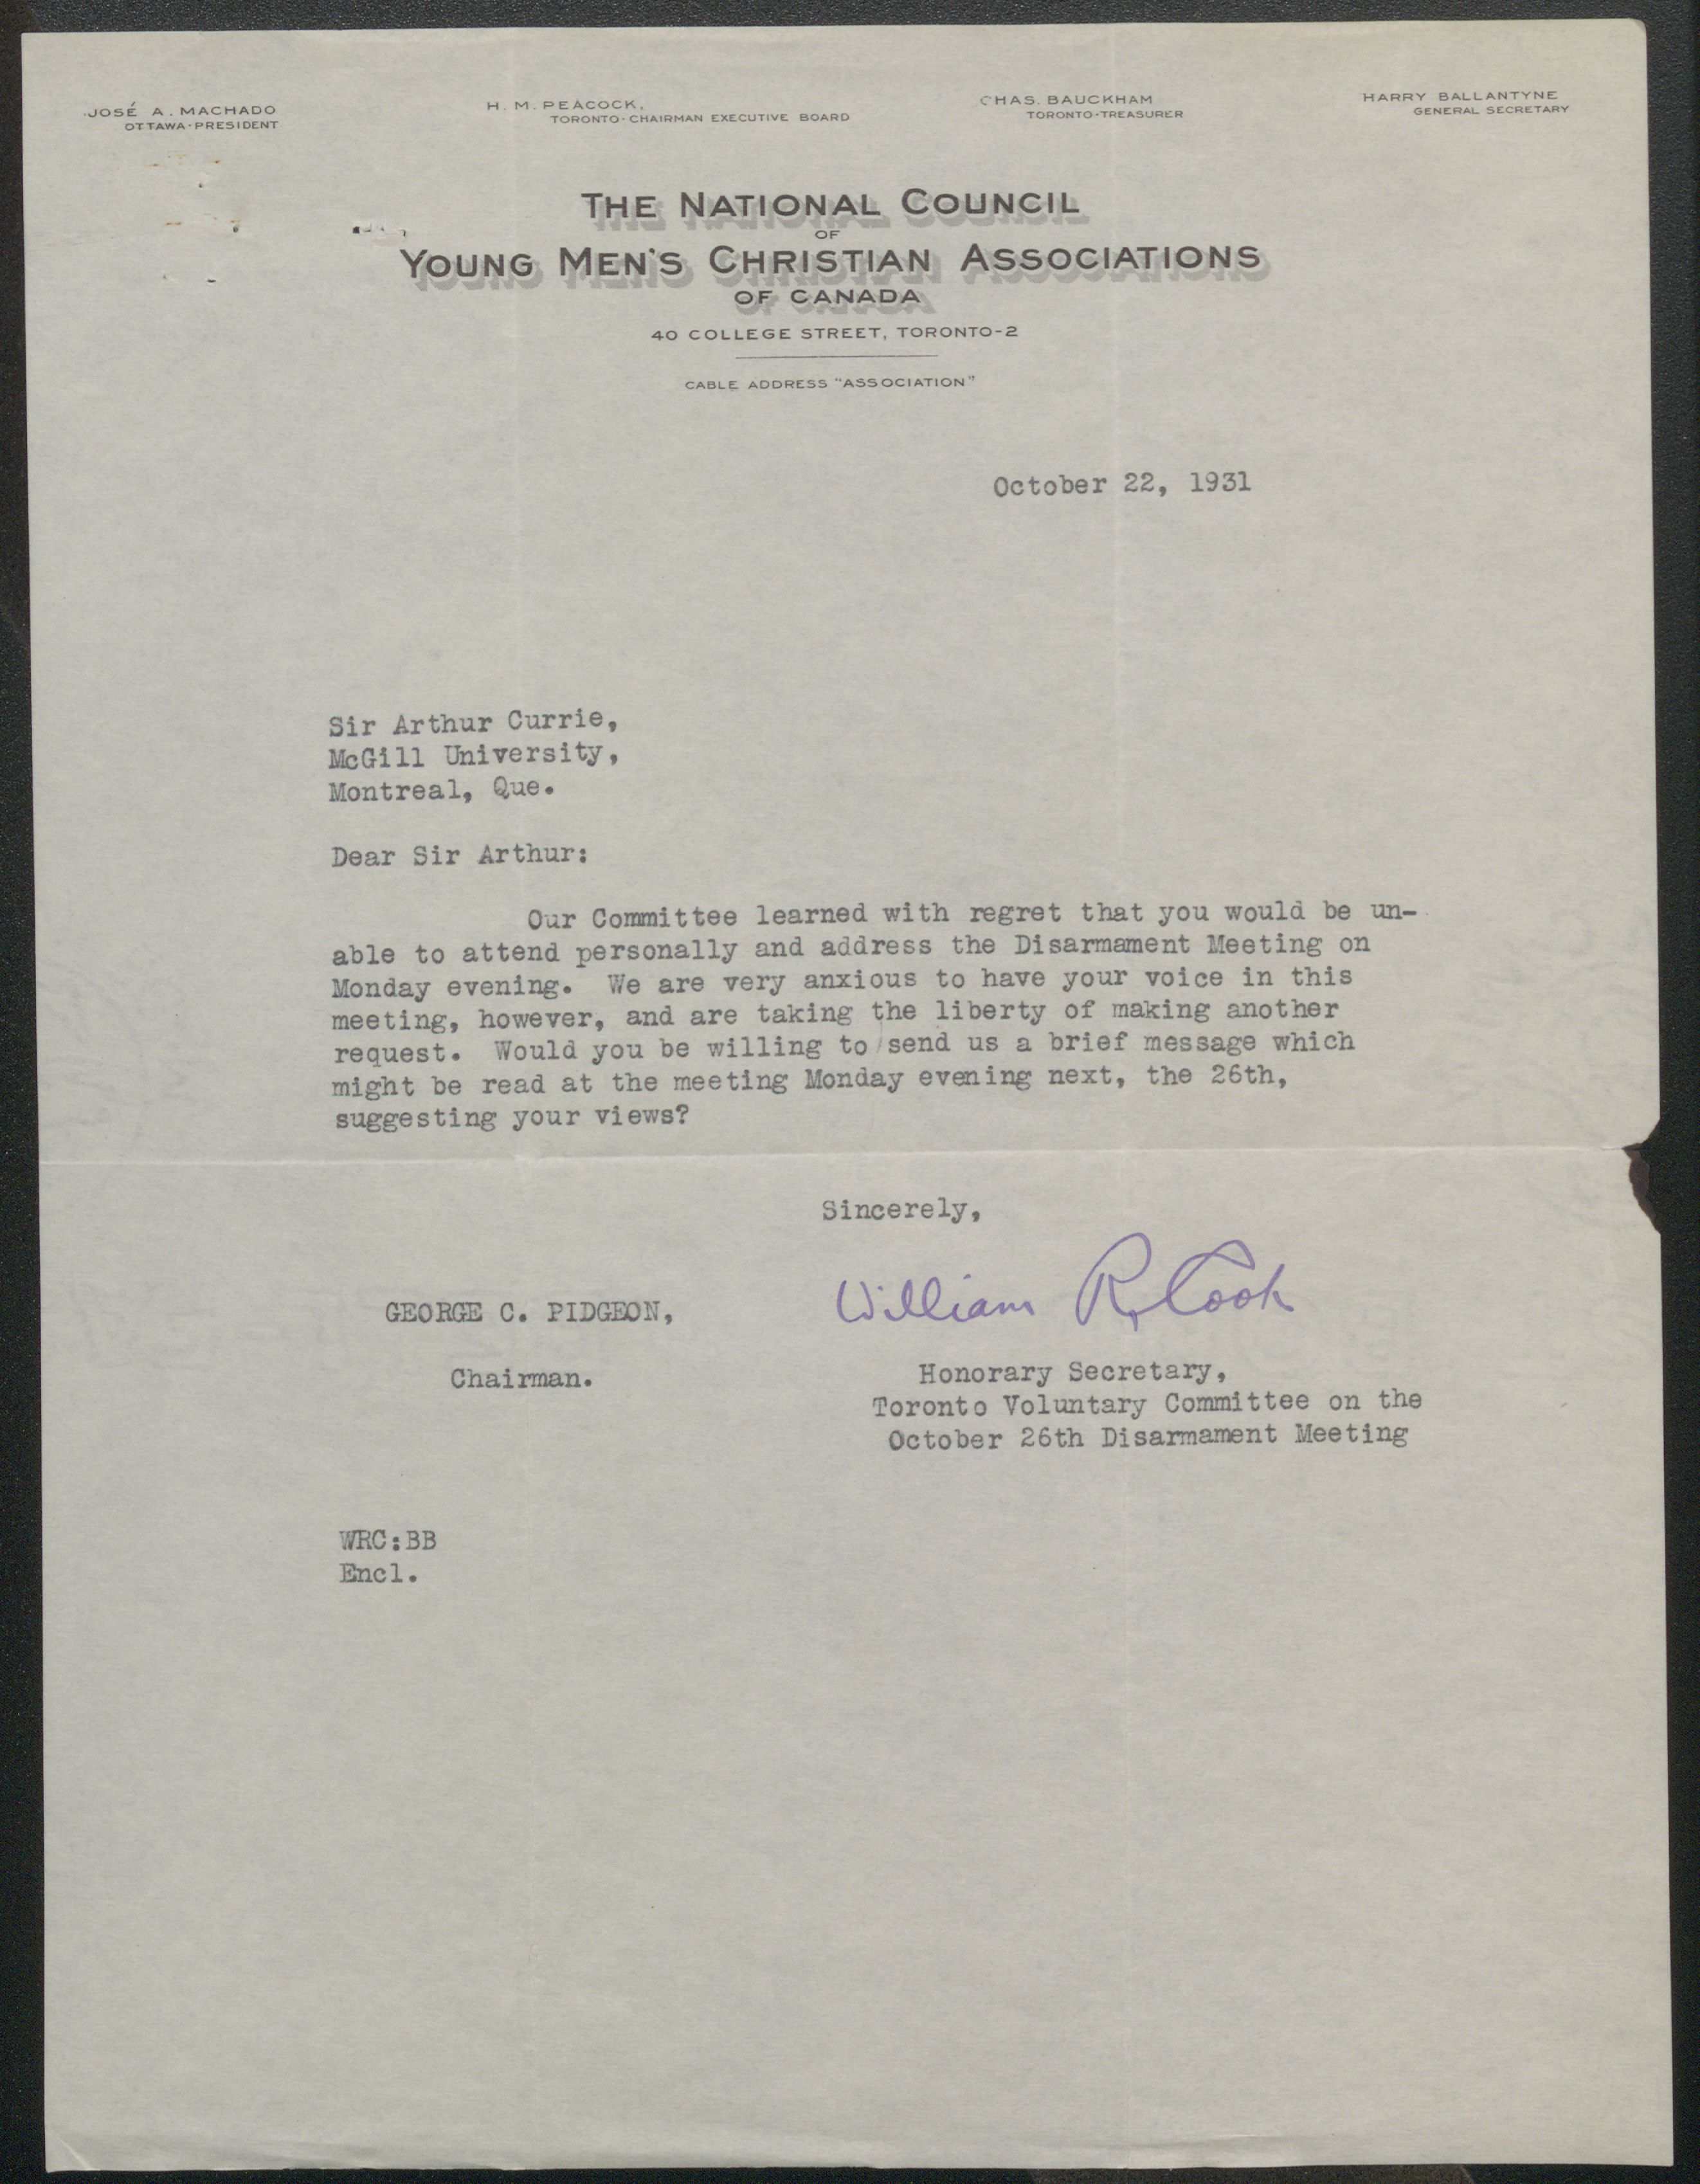 JOSÉ A. MACHADO
OTTAWA·PRESIDENT
H. M. PEACOCK,
TORONTO·CHAIRMAN EXECUTIVE BOARD
CHAS. BAUCKHAM
TORONTO·TREASURER
HARRY BALLANTYNE
GENERAL SECRETARY
THE NATIONAL COUNCIL
OF
YOUNG MEN'S CHRISTIAN ASSOCIATIONS
OF CANADA
40 COLLEGE STREET, TORONTO-2
CABLE ADDRESS "ASSOCIATION"
October 22, 1931
Sir Arthur Currie,
McGill University,
Montreal, Que.
Dear Sir Arthur:
Our Committee learned with regret that you would be un-
able to attend personally and address the Disarmament Meeting on
Monday evening. We are very anxious to have your voice in this
meeting, however, and are taking the liberty of making another
request. Would you be willing to send us a brief message which
might be read at the meeting Monday evening next, the 26th,
suggesting your views?
Sincerely,
William R. Cook
GEORGE C. PIDGEON,
Chairman.
Honorary Secretary,
Toronto Voluntary Committee on the
October 26th Disarmament Meeting
WRC:BB
Encl.